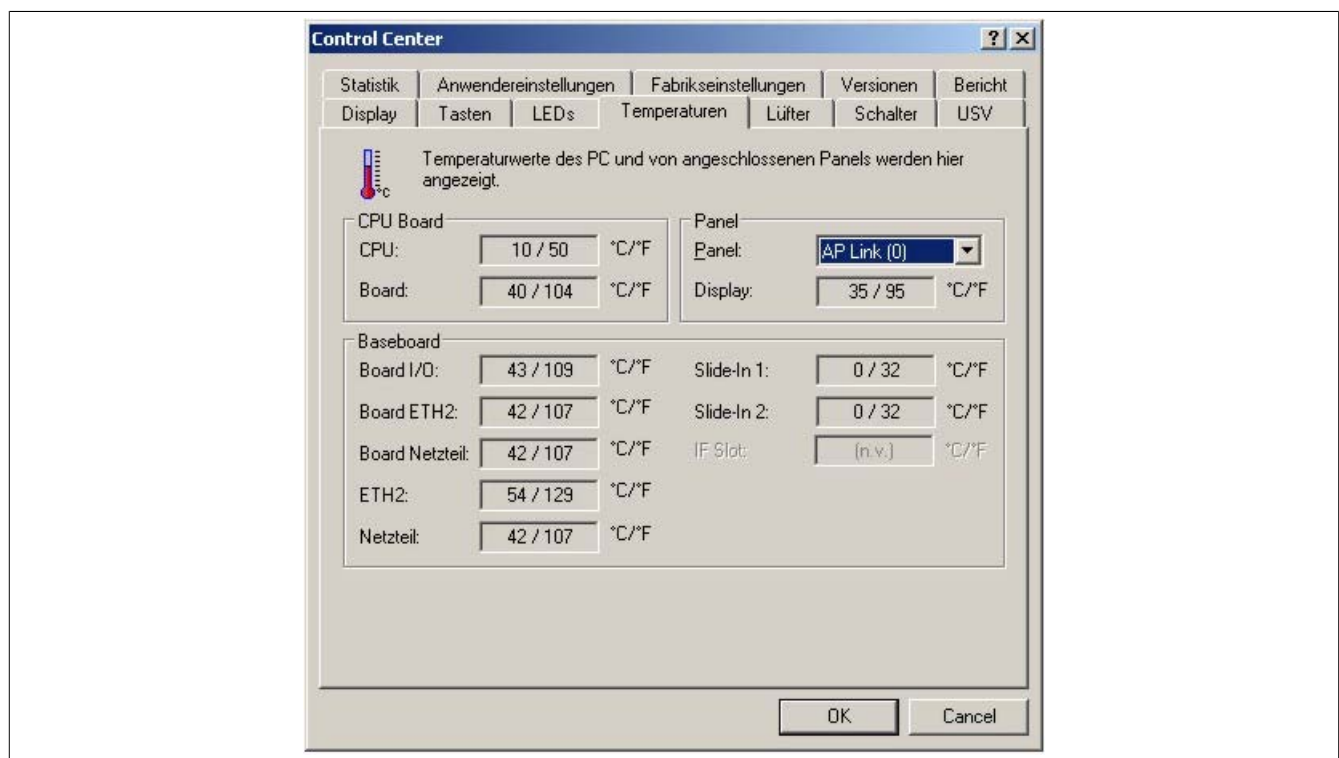 Control Center
Statistik Anwendereinstellungen Fabrikseinstellungen Versionen Bericht
Display Tasten LEDs Temperaturen Lüfter Schalter USV
Temperaturwerte des PC und von angeschlossenen Panels werden hier
angezeigt.
°C
CPU Board
CPU: 10 / 50 °C/°F
Board: 40 / 104 °C/°F
Panel
Panel: AP Link (0)
Display: 35 / 95 °C/°F
Baseboard
Board I/O: 43 / 109 °C/°F Slide-In 1: 0 / 32 °C/°F
Board ETH2: 42 / 107 °C/°F Slide-In 2: 0 / 32 °C/°F
Board Netzteil: 42 / 107 °C/°F IF Slot: (n.v.) °C/°F
ETH2: 54 / 129 °C/°F
Netzteil: 42 / 107 °C/°F
OK Cancel